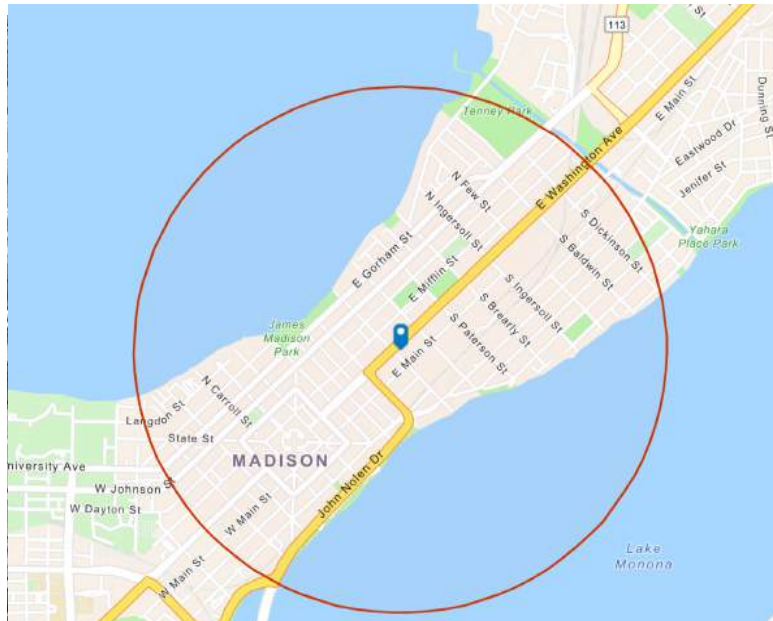 113
E Main St
Dunning St
Tenney Park
Eastwood Dr
E Washington Ave
Jenifer St
N Few St
N Ingersoll St
S Dickinson St
Yahara
Place Park
E Gorham St
S Baldwin St
E Mifflin St
S Ingersoll St
S Brearly St
James
Madison
Park
S Paterson St
E Main St
N Carroll St
Langdon St
State St
niversity Ave
MADISON
W Johnson St
John Nolen Dr
W Dayton St
W Main St
W Main St
Lake
Monona